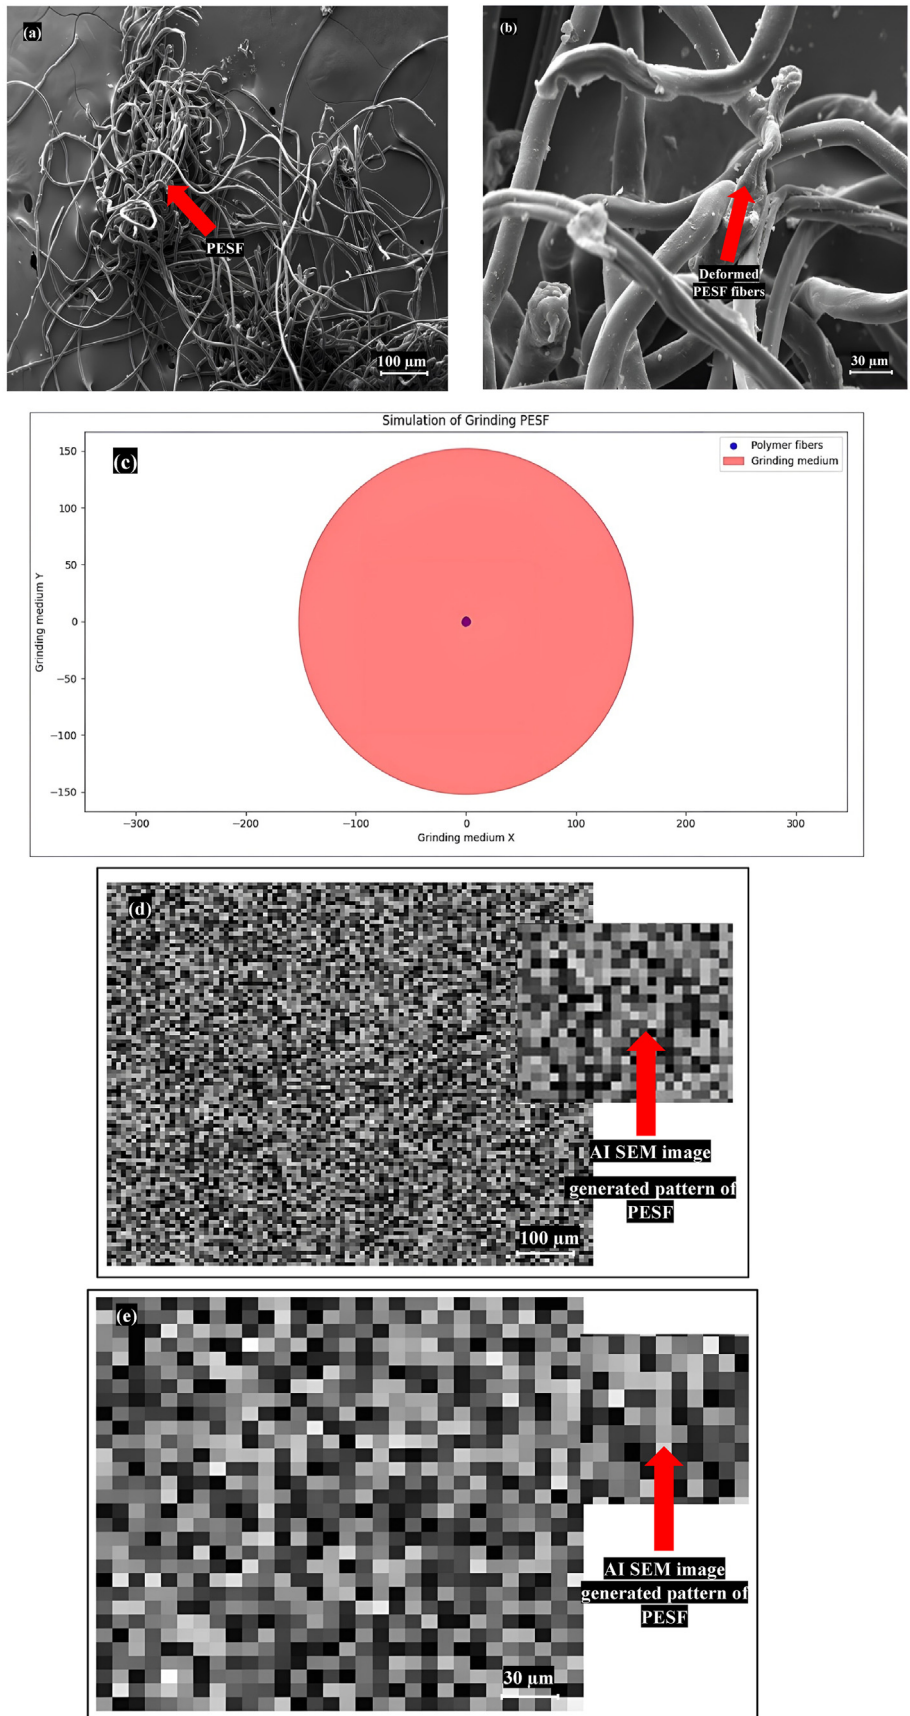 (a)
PESF
100 μm
(b)
Deformed
PESF fibers
30 μm
Simulation of Grinding PESF
(c)
Polymer fibers
Grinding medium
150
100
50
0
−50
−100
−150
Grinding medium Y
−300
−200
−100
0
100
200
300
Grinding medium X
(d)
AI SEM image
generated pattern of
PESF
100 μm
(e)
AI SEM image
generated pattern of
PESF
30 μm